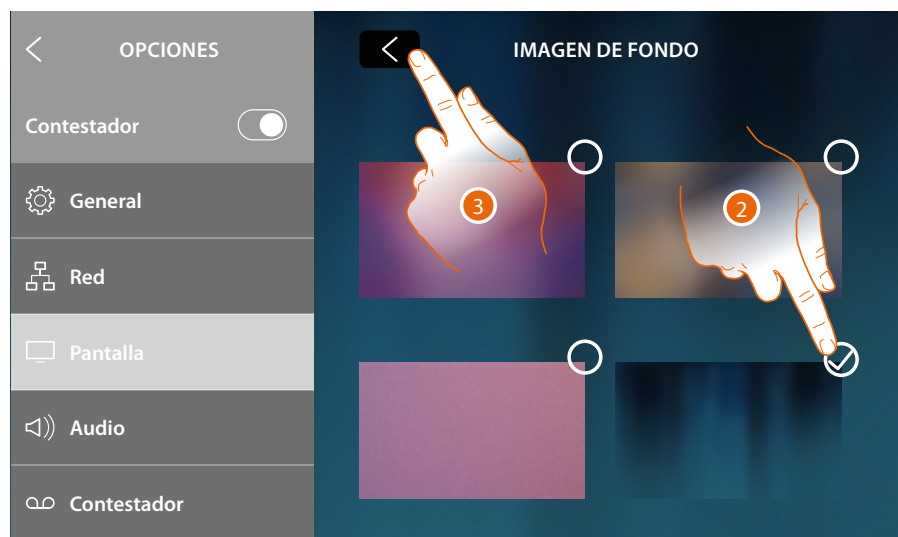 OPCIONES
Contestador
General
Red
Pantalla
Audio
Contestador
IMAGEN DE FONDO
3
2